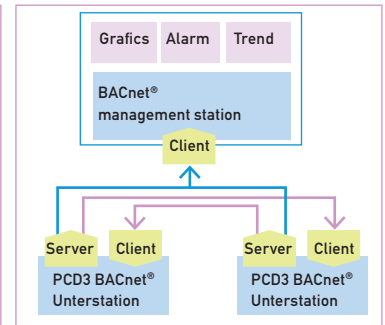 Grafics Alarm Trend
BACnet®
management station
Client
Server Client Server Client
PCD3 BACnet® PCD3 BACnet®
Unterstation Unterstation